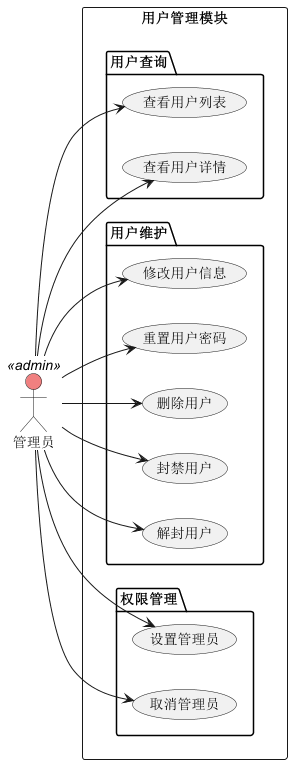 用户管理模块
用户查询
查看用户列表
查看用户详情
用户维护
修改用户信息
重置用户密码
«admin»
删除用户
管理员
封禁用户
解封用户
权限管理
设置管理员
取消管理员